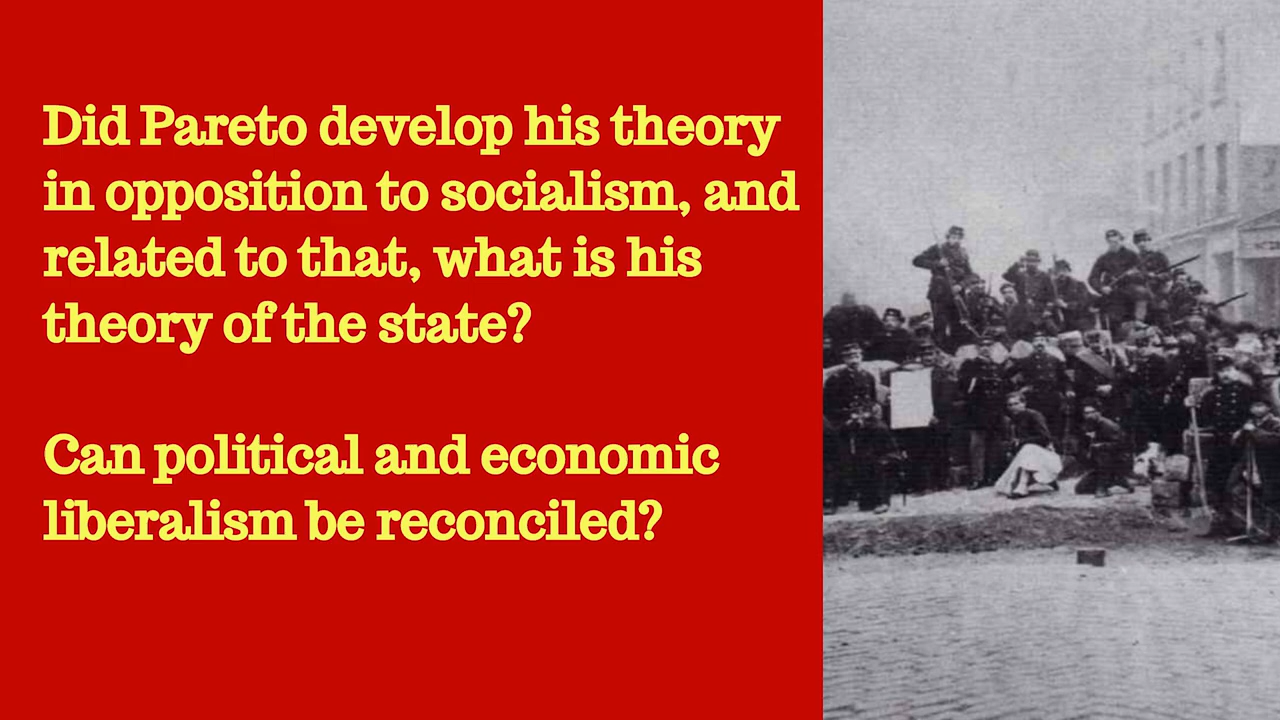 Did Pareto develop his theory
in opposition to socialism, and
related to that, what is his
theory of the state?
Can political and economic
liberalism be reconciled?